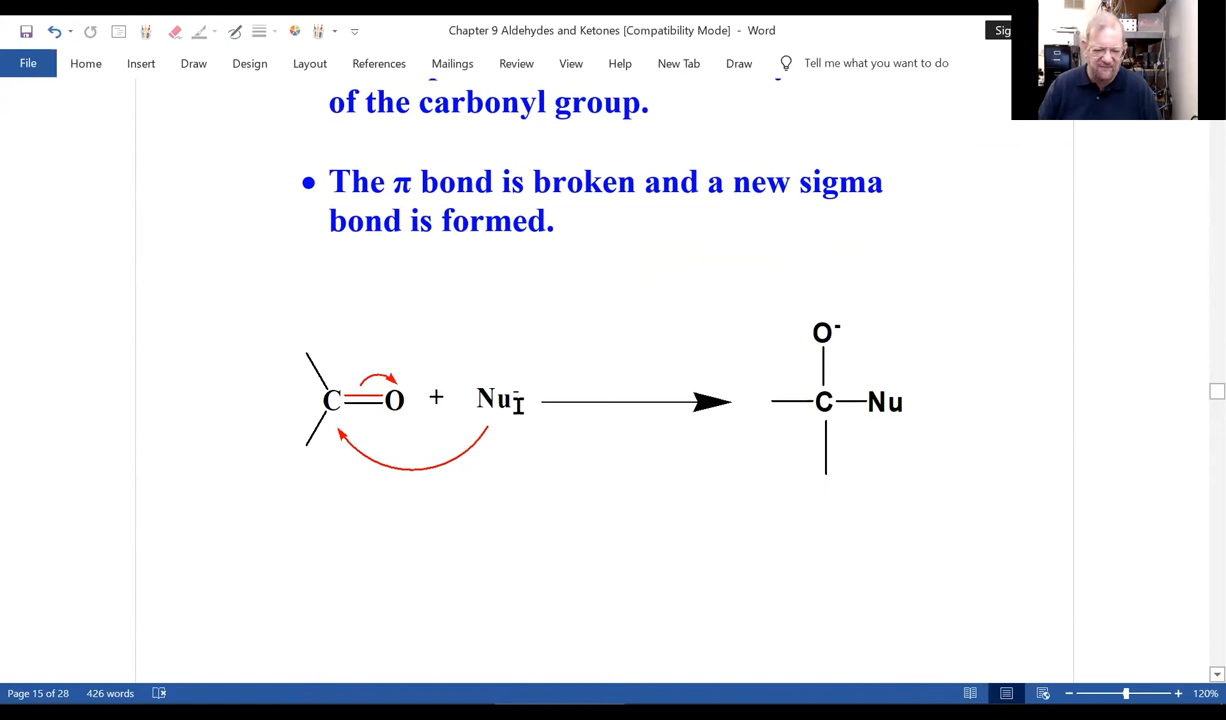 Chapter 9 Aldehydes and Ketones [Compatibility Mode] - Word
Sig
File Home Insert Draw Design Layout References Mailings Review View Help New Tab Draw Tell me what you want to do
of the carbonyl group.
• The π bond is broken and a new sigma
bond is formed.
O-
C O + Nu-
C Nu
Page 15 of 28 426 words
120%